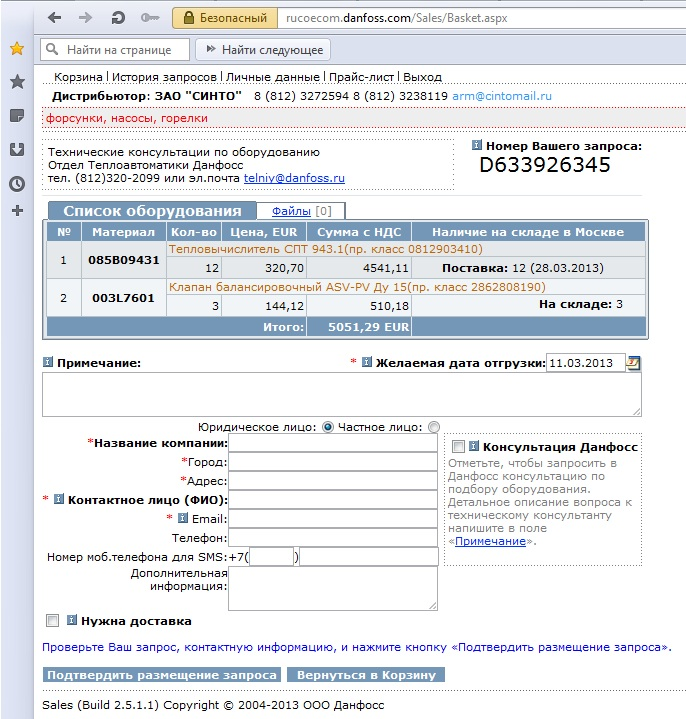 Безопасный rucoecom.danfoss.com/Sales/Basket.aspx
Найти на странице Найти следующее
Корзина | История запросов | Личные данные | Прайс-лист | Выход
Дистрибьютор: ЗАО "СИНТО" 8 (812) 3272594 8 (812) 3238119 arm@cintomail.ru
форсунки, насосы, горелки
Технические консультации по оборудованию
Отдел Теплоавтоматики Данфосс
тел. (812)320-2099 или эл.почта telniv@danfoss.ru
Номер Вашего запроса:
D633926345
Список оборудования Файлы [0]
№ Материал Кол-во Цена, EUR Сумма с НДС Наличие на складе в Москве
1 085B09431 Тепловычислитель СПТ 943.1(пр. класс 0812903410)
12 320,70 4541,11 Поставка: 12 (28.03.2013)
2 003L7601 Клапан балансировочный ASV-PV Ду 15(пр. класс 2862808190)
3 144,12 510,18 На складе: 3
Итого: 5051,29 EUR
Примечание: * Желаемая дата отгрузки: 11.03.2013
Юридическое лицо: Частное лицо:
*Название компании:
*Город:
*Адрес:
* Контактное лицо (ФИО):
* Email:
Телефон:
Номер моб.телефона для SMS:+7( )
Дополнительная
информация:
Консультация Данфосс
Отметьте, чтобы запросить в
Данфосс консультацию по
подбору оборудования.
Детальное описание вопроса к
техническому консультанту
напишите в поле
«Примечание».
Нужна доставка
Проверьте Ваш запрос, контактную информацию, и нажмите кнопку «Подтвердить размещение запроса».
Подтвердить размещение запроса Вернуться в Корзину
Sales (Build 2.5.1.1) Copyright © 2004-2013 ООО Данфосс